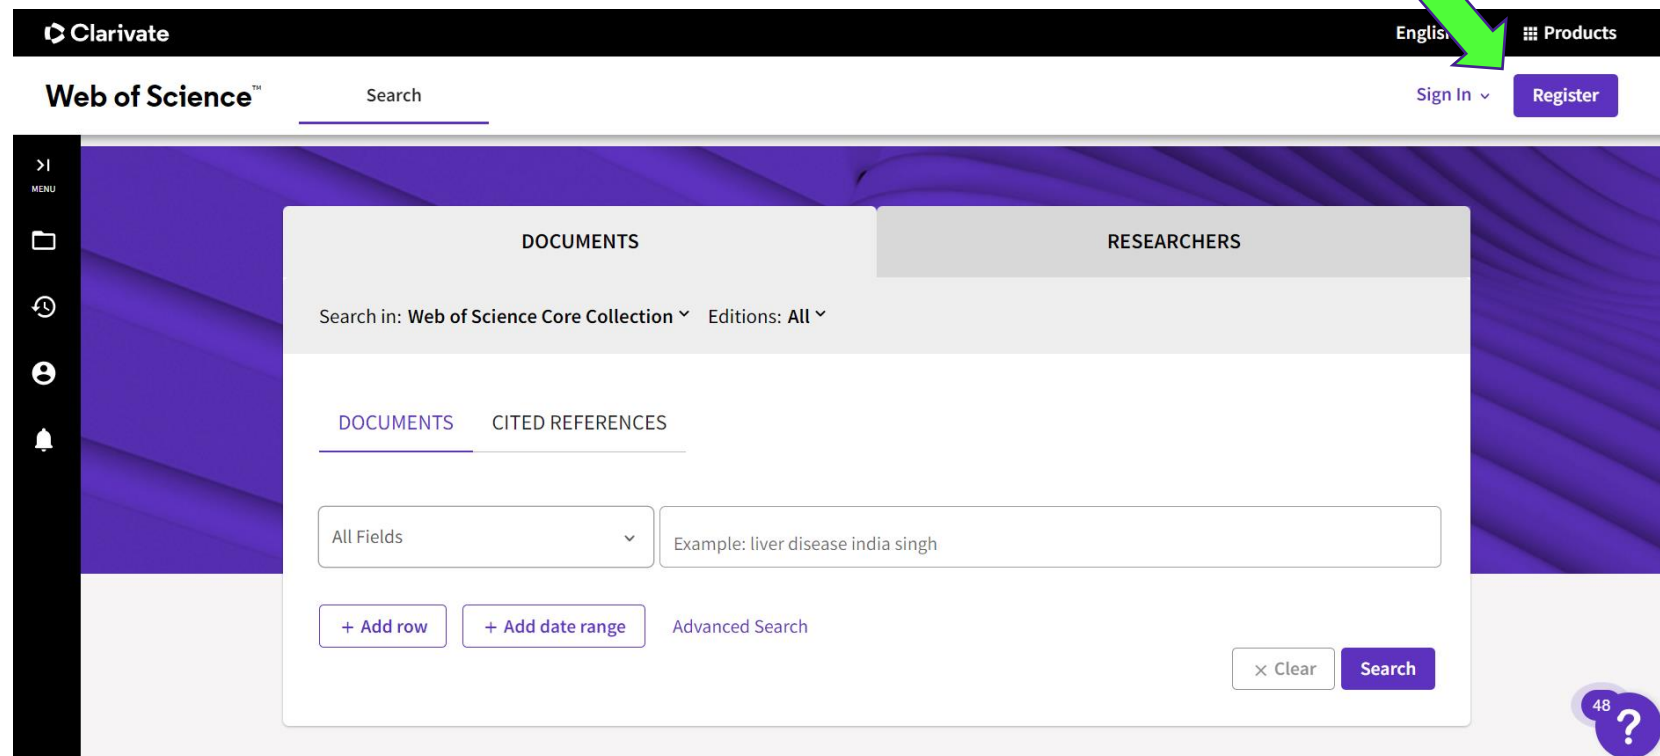 Clarivate
Products
Web of Science™
Search
Sign In
Register
MENU
DOCUMENTS
RESEARCHERS
Search in: Web of Science Core Collection Editions: All
DOCUMENTS
CITED REFERENCES
All Fields
Example: liver disease india singh
+ Add row
+ Add date range
Advanced Search
× Clear
Search
48
?